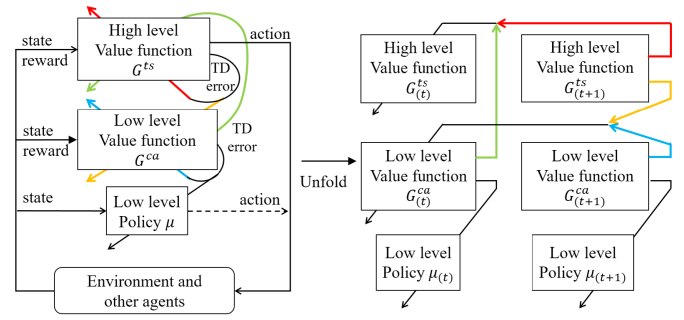 state
reward
High level
Value function
G^{ts}
action
TD
error
state
reward
Low level
Value function
G^{ca}
TD
error
state
Low level
Policy μ
action
Environment and
other agents
Unfold
High level
Value function
G^{ts}_{(t)}
High level
Value function
G^{ts}_{(t+1)}
Low level
Value function
G^{ca}_{(t)}
Low level
Value function
G^{ca}_{(t+1)}
Low level
Policy μ_{(t)}
Low level
Policy μ_{(t+1)}